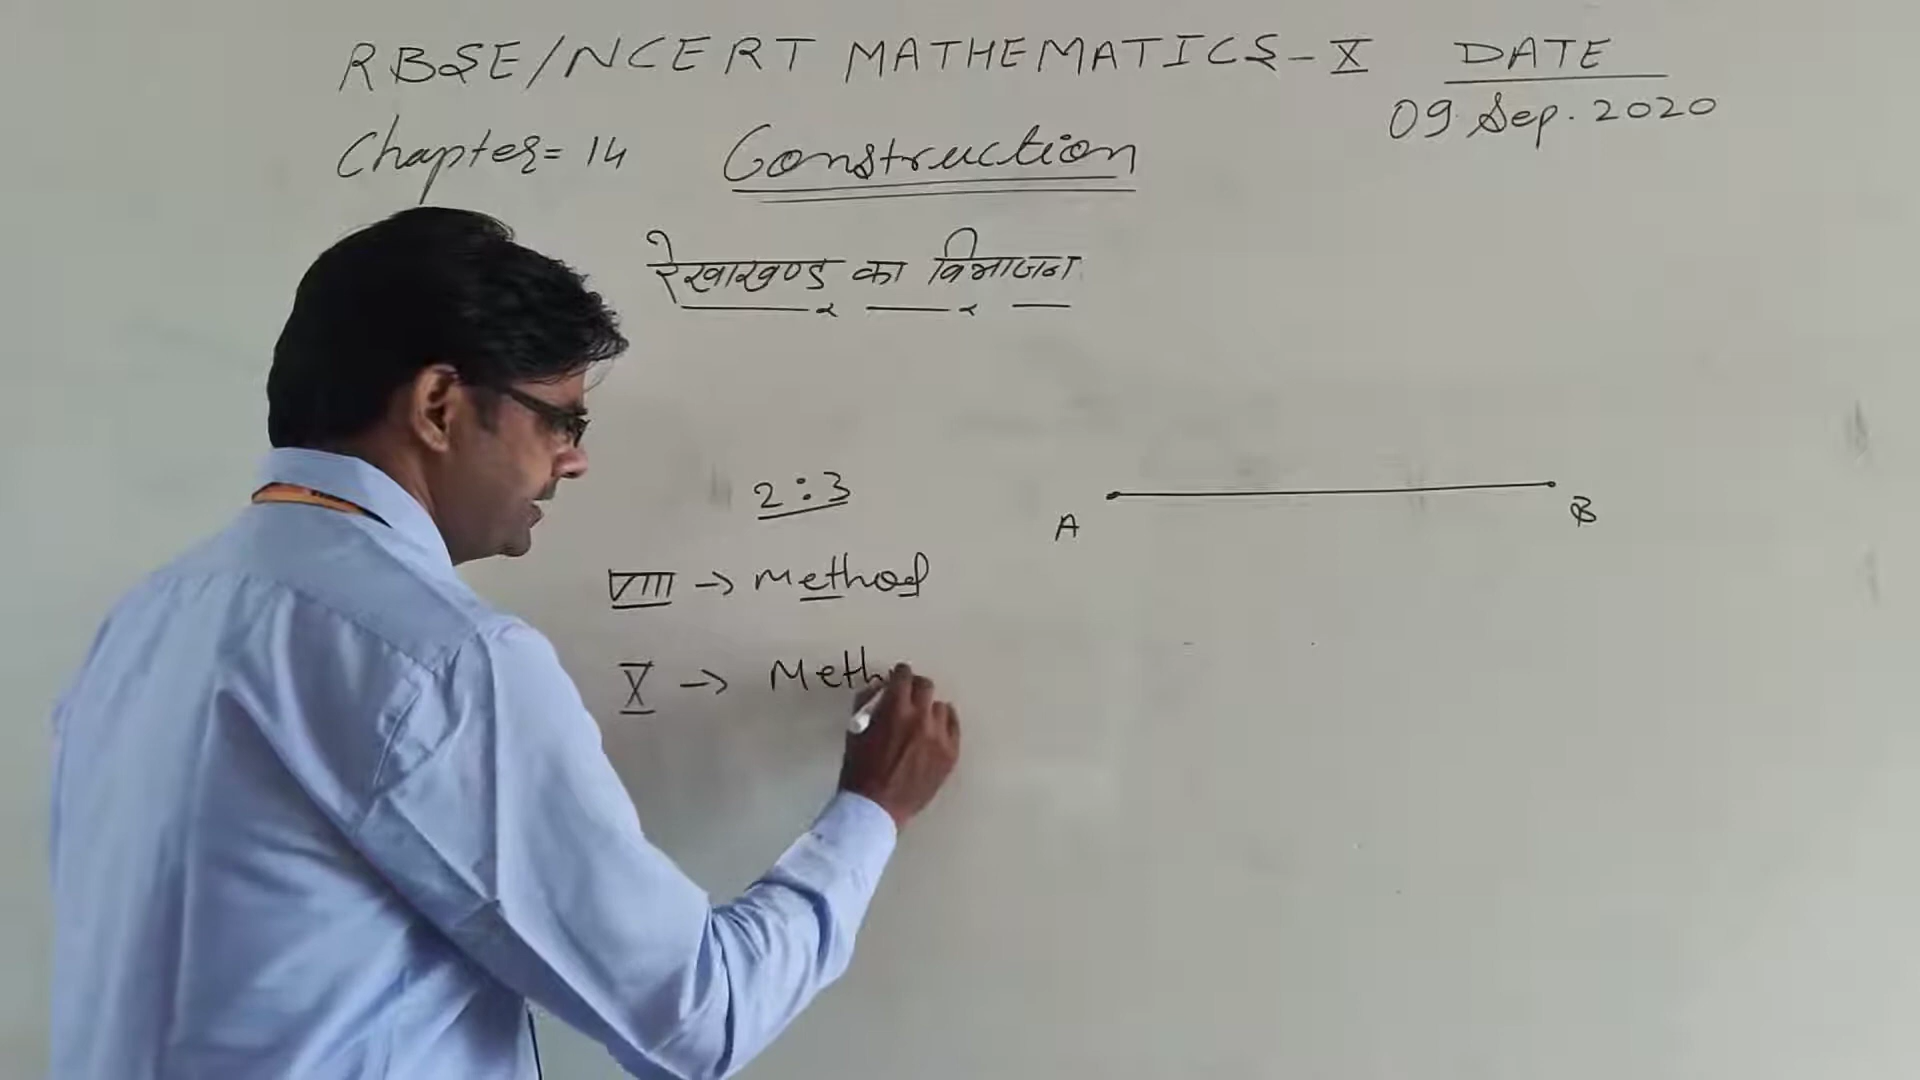 RBSE/NCERT MATHEMATICS-X
DATE
09 Sep. 2020
Chapter= 14 Construction
रेखाखण्ड का विभाजन
2:3
A B
VIII → Method
X → Meth